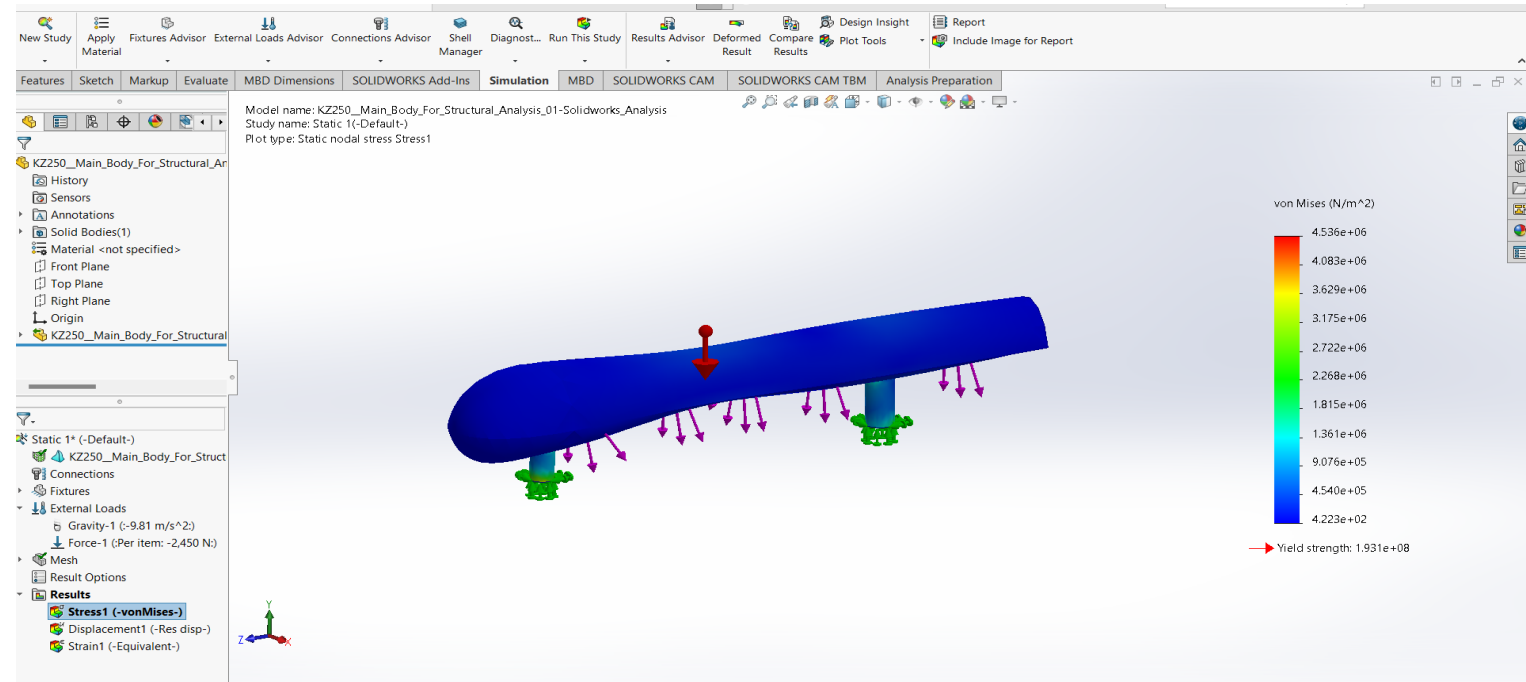 New Study
Apply Material
Fixtures Advisor
External Loads Advisor
Connections Advisor
Shell Manager
Diagnost...
Run This Study
Results Advisor
Deformed Result
Compare Results
Design Insight
Plot Tools
Report
Include Image for Report
Features
Sketch
Markup
Evaluate
MBD Dimensions
SOLIDWORKS Add-Ins
Simulation
MBD
SOLIDWORKS CAM
SOLIDWORKS CAM TBM
Analysis Preparation
KZ250__Main_Body_For_Structural_An
History
Sensors
Annotations
Solid Bodies(1)
Material <not specified>
Front Plane
Top Plane
Right Plane
Origin
KZ250__Main_Body_For_Structural
Static 1* (-Default-)
KZ250__Main_Body_For_Struct
Connections
Fixtures
External Loads
Gravity-1 (:-9.81 m/s^2:)
Force-1 (:Per item: -2,450 N:)
Mesh
Result Options
Results
Stress1 (-vonMises-)
Displacement1 (-Res disp-)
Strain1 (-Equivalent-)
Model name: KZ250__Main_Body_For_Structural_Analysis_01-Solidworks_Analysis
Study name: Static 1(-Default-)
Plot type: Static nodal stress Stress1
von Mises (N/m^2)
4.536e+06
4.083e+06
3.629e+06
3.175e+06
2.722e+06
2.268e+06
1.815e+06
1.361e+06
9.076e+05
4.540e+05
4.223e+02
Yield strength: 1.931e+08
Y
Z
X